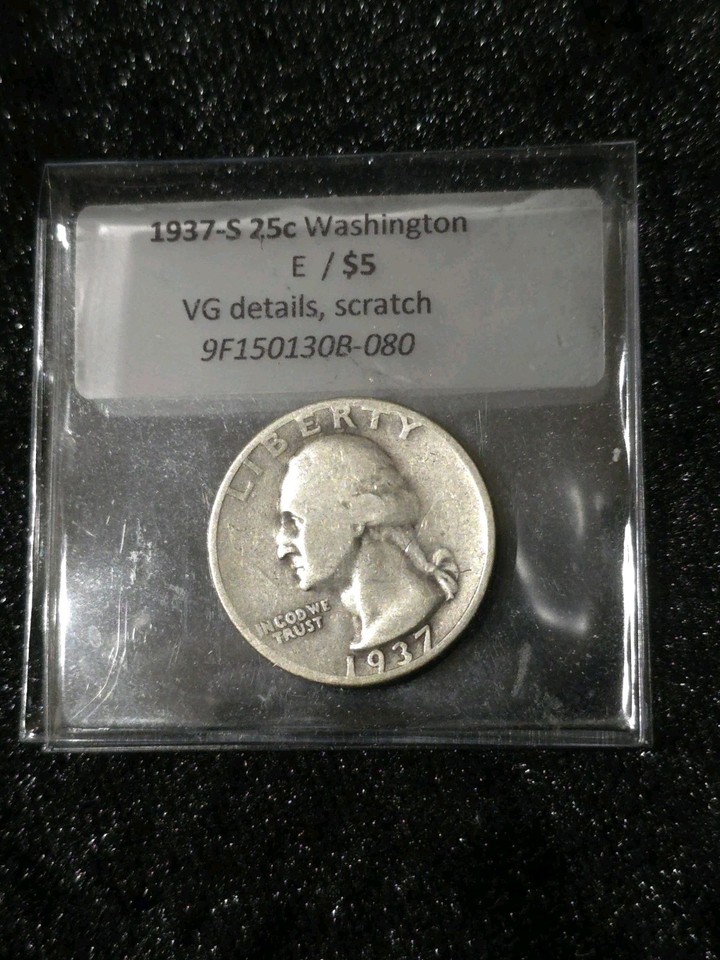 1937-S 25c Washington
E / $5
VG details, scratch
9F150130B-080
LIBERTY
IN GOD WE
TRUST
1937